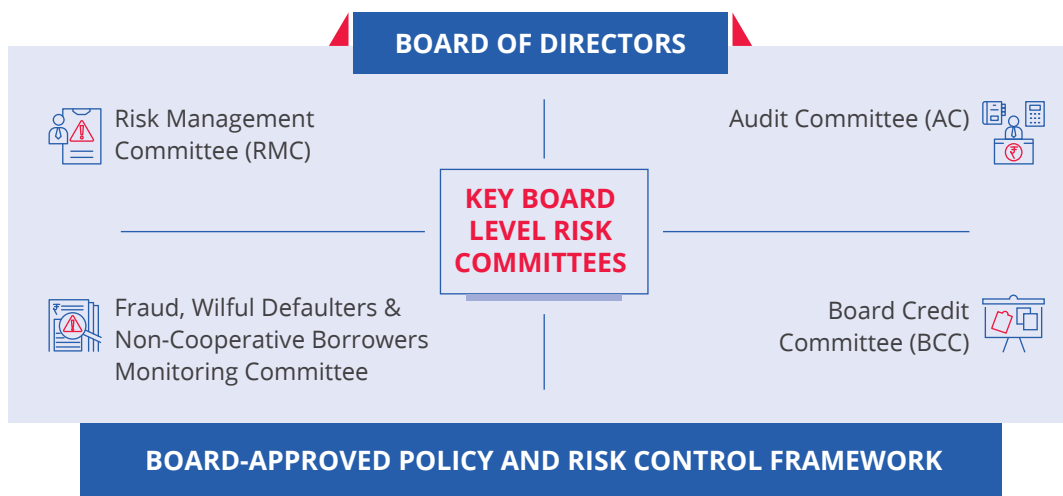 BOARD OF DIRECTORS
Risk Management
Committee (RMC)
Audit Committee (AC)
₹
KEY BOARD
LEVEL RISK
COMMITTEES
₹
Fraud, Wilful Defaulters &
Non-Cooperative Borrowers
Monitoring Committee
Board Credit
Committee (BCC)
BOARD-APPROVED POLICY AND RISK CONTROL FRAMEWORK